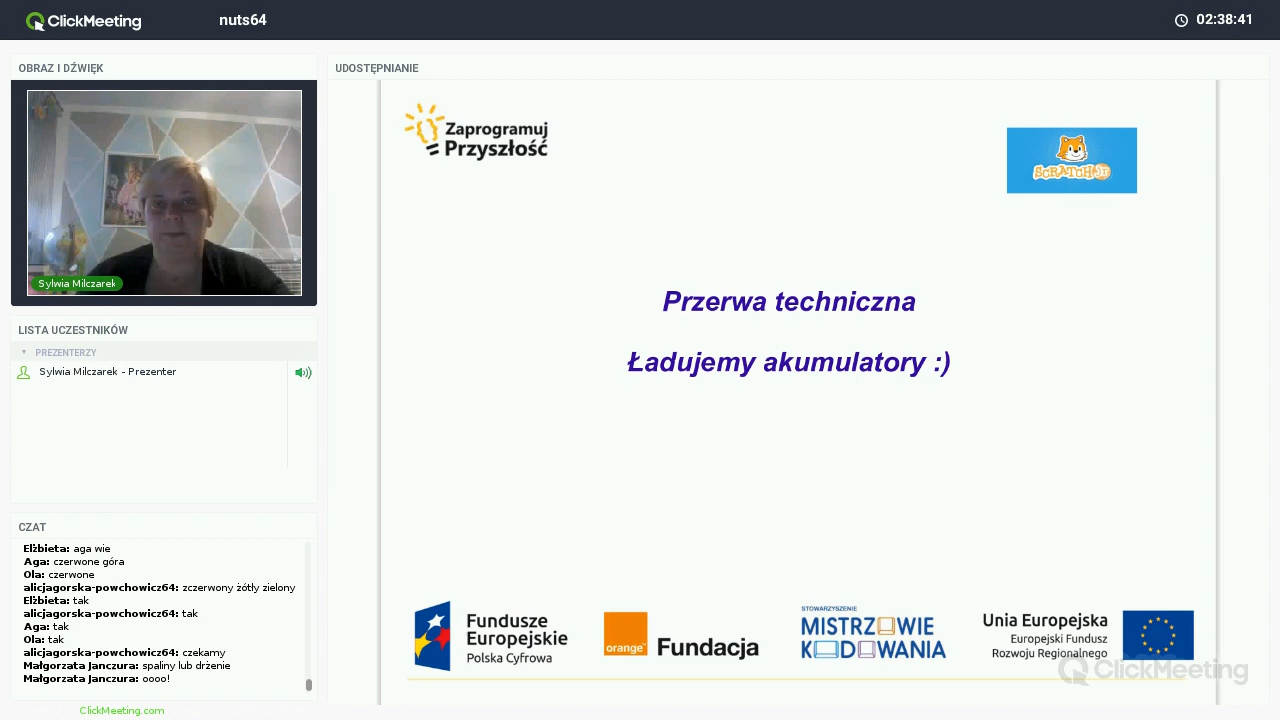 ClickMeeting
nuts64
02:38:41
OBRAZ I DŹWIĘK
Sylwia Milczarek
LISTA UCZESTNIKÓW
PREZENTERZY
Sylwia Milczarek - Prezenter
CZAT
Elżbieta: aga wie
Aga: czerwone góra
Ola: czerwone
alicjagorska-powchowicz64: zczerwony żótły zielony
Elżbieta: tak
alicjagorska-powchowicz64: tak
Aga: tak
Ola: tak
alicjagorska-powchowicz64: czekamy
Małgorzata Janczura: spaliny lub drżenie
Małgorzata Janczura: oooo!
ClickMeeting.com
UDOSTĘPNIANIE
Zaprogramuj
Przyszłość
SCRATCH Jr
Przerwa techniczna
Ładujemy akumulatory :)
Fundusze
Europejskie
Polska Cyfrowa
orange
Fundacja
STOWARZYSZENIE
MISTRZOWIE
KODOWANIA
Unia Europejska
Europejski Fundusz
Rozwoju Regionalnego
ClickMeeting